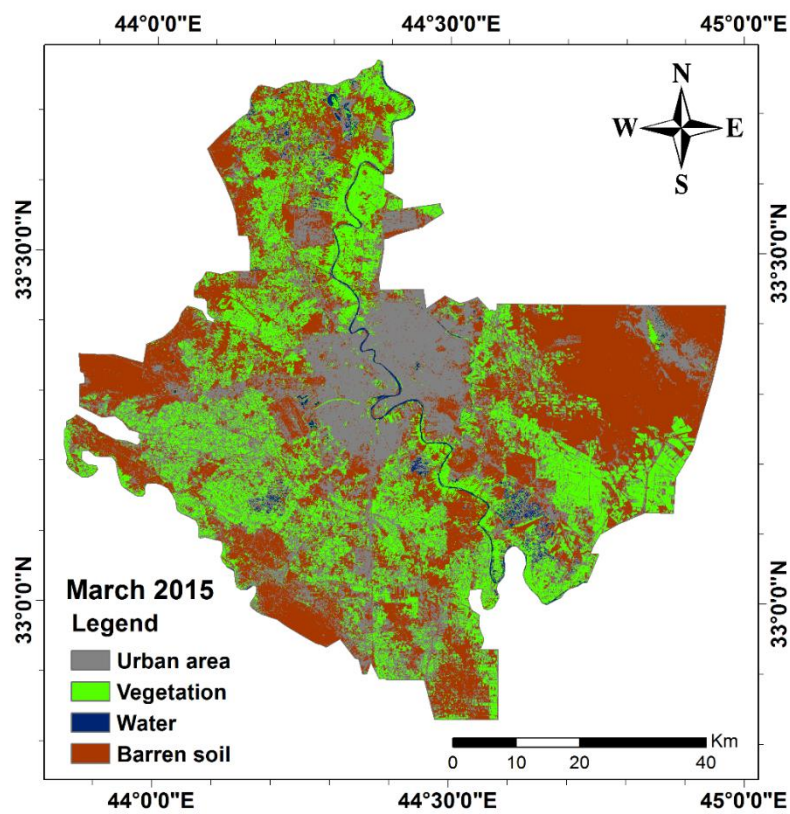 44°0'0"E 44°30'0"E 45°0'0"E
N
W E
S
33°30'0"N 33°30'0"N
33°0'0"N 33°0'0"N
March 2015
Legend
Urban area
Vegetation
Water
Barren soil
Km
0 10 20 40
44°0'0"E 44°30'0"E 45°0'0"E